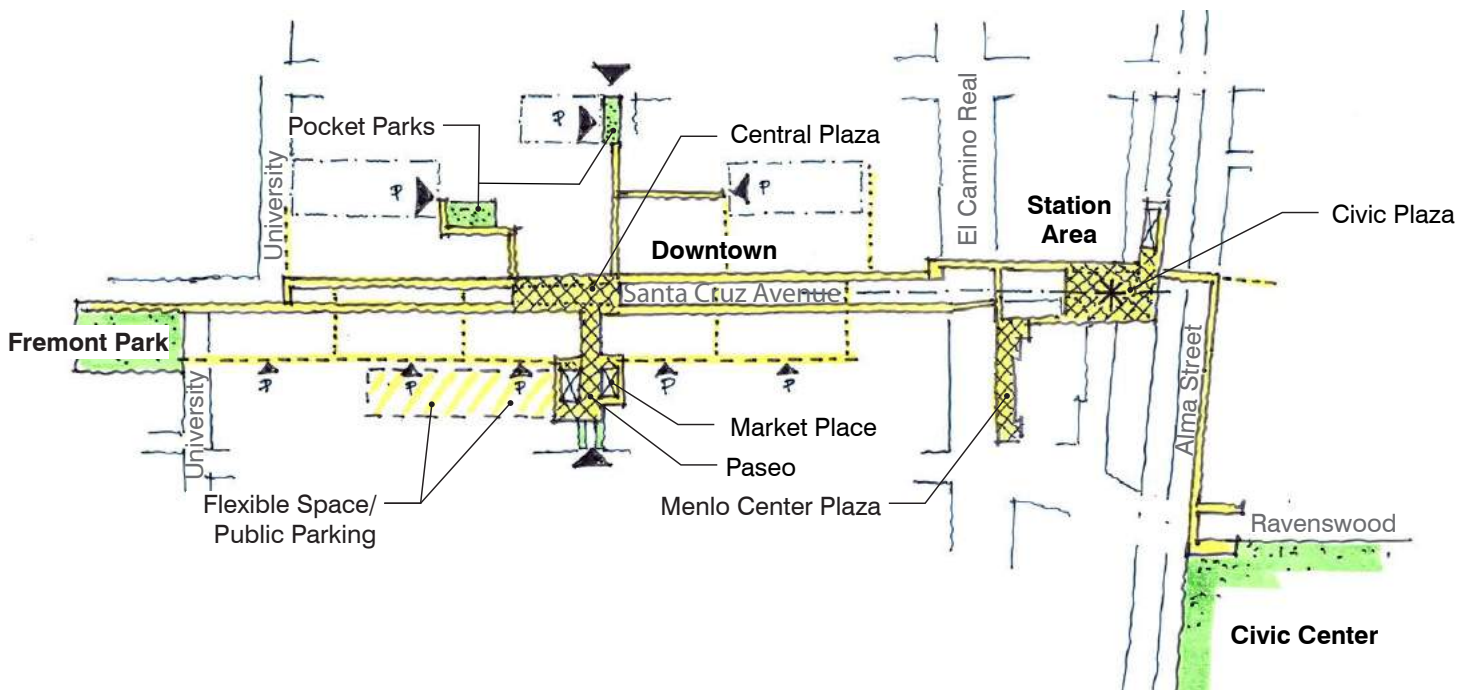 Pocket Parks
P
Central Plaza
University
P
P
El Camino Real
Station
Area
Civic Plaza
Downtown
Santa Cruz Avenue
Fremont Park
P
P
P
P
P
University
Market Place
Paseo
Alma Street
Flexible Space/
Public Parking
Menlo Center Plaza
Ravenswood
Civic Center